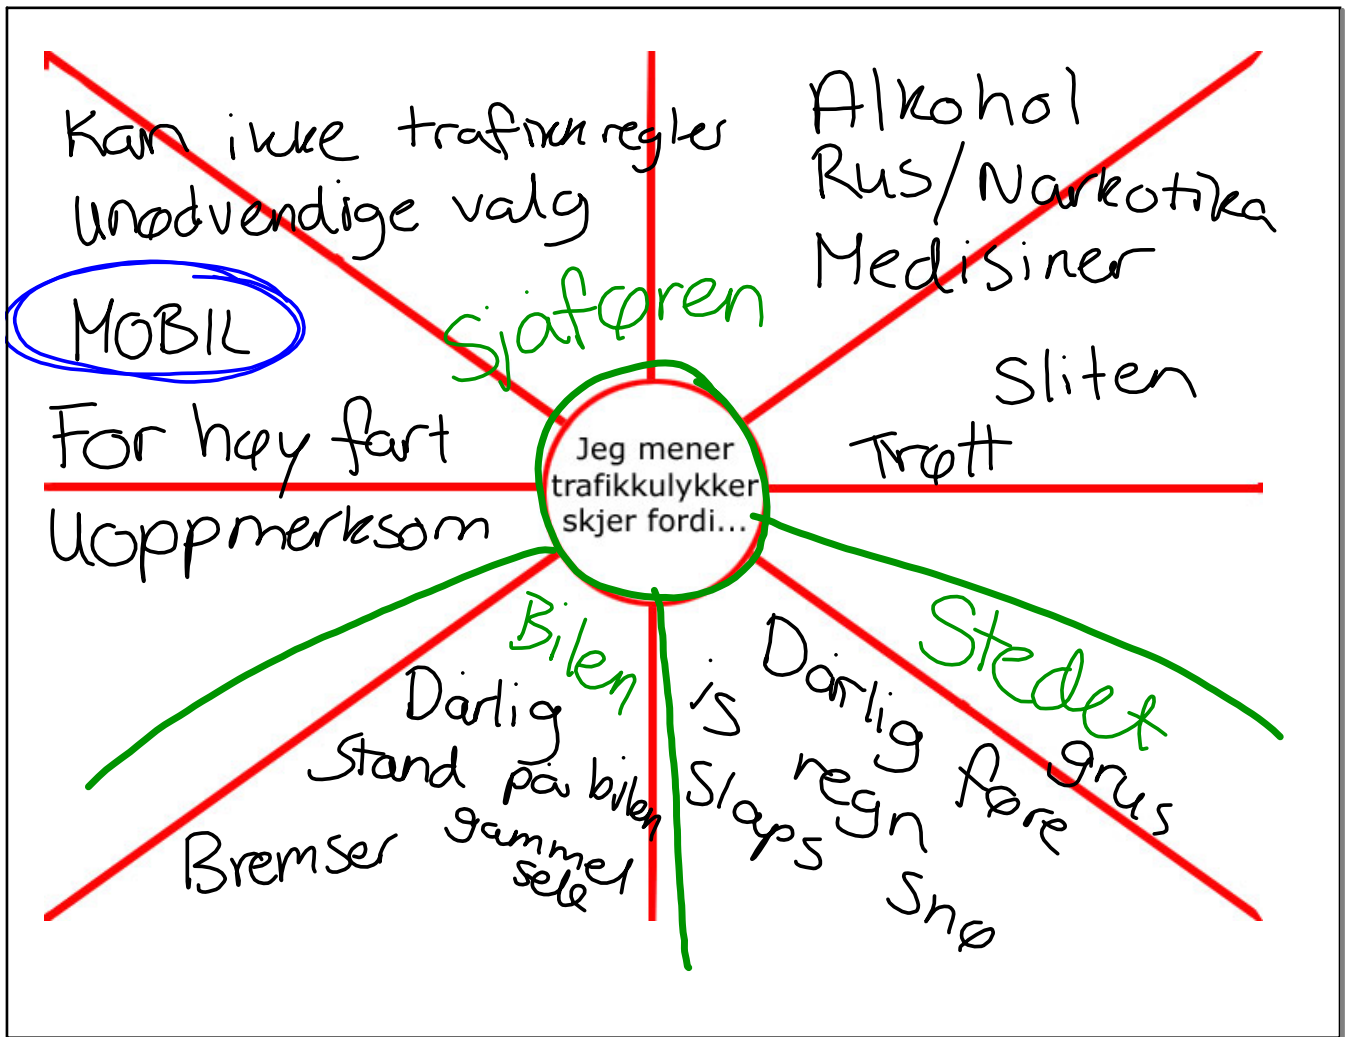 Kan ikke trafikkregler
unødvendige valg
MOBIL
For høy fart
Uoppmerksom
Sjåføren
Alkohol
Rus/Narkotika
Medisiner
Sliten
Trøtt
Jeg mener
trafikkulykker
skjer fordi...
Bilen
Dårlig
Stand på bilen
gammel
sele
Bremser
Stedet
Dårlig føre
grus
is
regn
Slaps
Snø